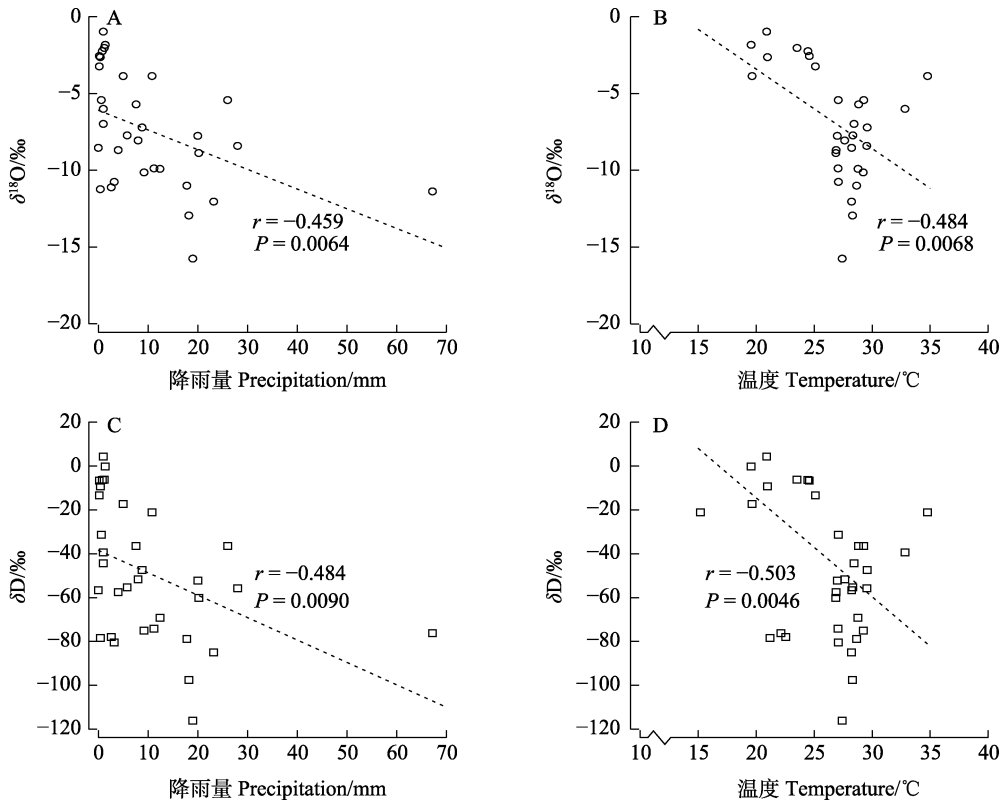 A
0
−5
−10
−15
−20
δ¹⁸O/‰
r = −0.459
P = 0.0064
0 10 20 30 40 50 60 70
降雨量 Precipitation/mm
B
0
−5
−10
−15
−20
δ¹⁸O/‰
r = −0.484
P = 0.0068
10 15 20 25 30 35 40
温度 Temperature/℃
C
20
0
−20
−40
−60
−80
−100
−120
δD/‰
r = −0.484
P = 0.0090
0 10 20 30 40 50 60 70
降雨量 Precipitation/mm
D
20
0
−20
−40
−60
−80
−100
−120
δD/‰
r = −0.503
P = 0.0046
10 15 20 25 30 35 40
温度 Temperature/℃